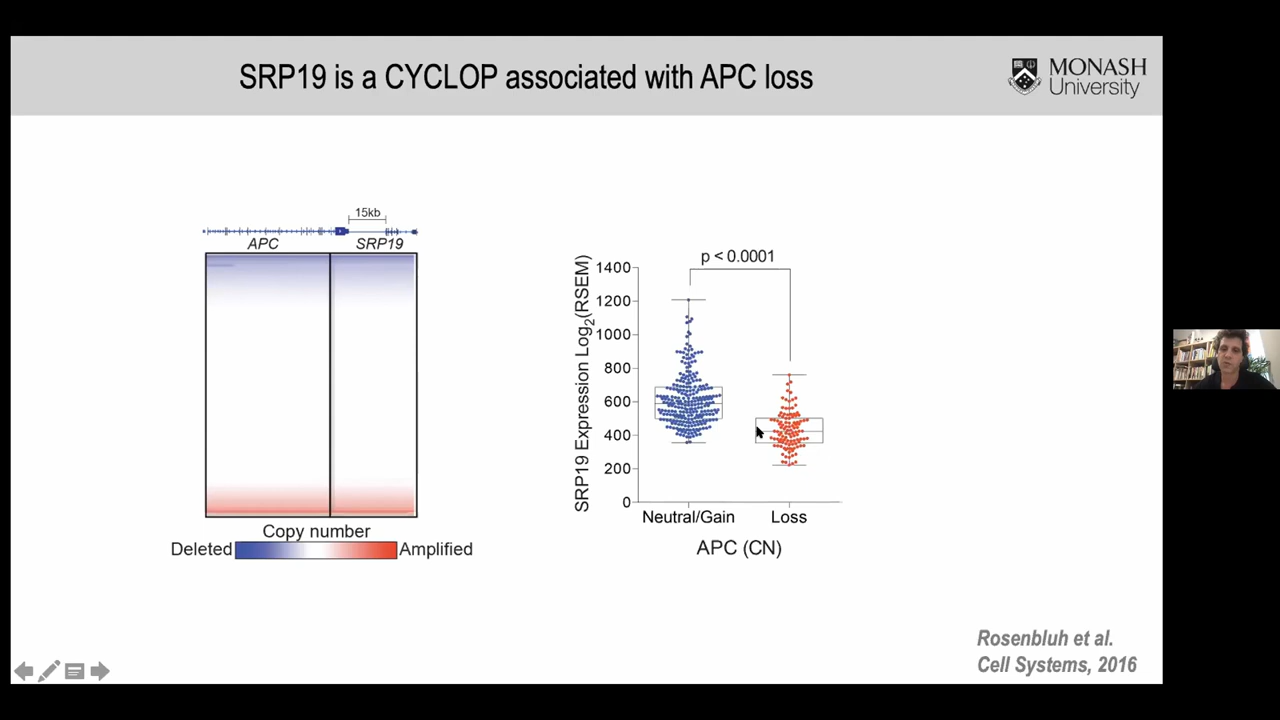 SRP19 is a CYCLOP associated with APC loss
MONASH
University
15kb
APC
SRP19
Copy number
Deleted
Amplified
p < 0.0001
SRP19 Expression Log2(RSEM)
1400
1200
1000
800
600
400
200
0
Neutral/Gain
Loss
APC (CN)
Rosenbluh et al.
Cell Systems, 2016